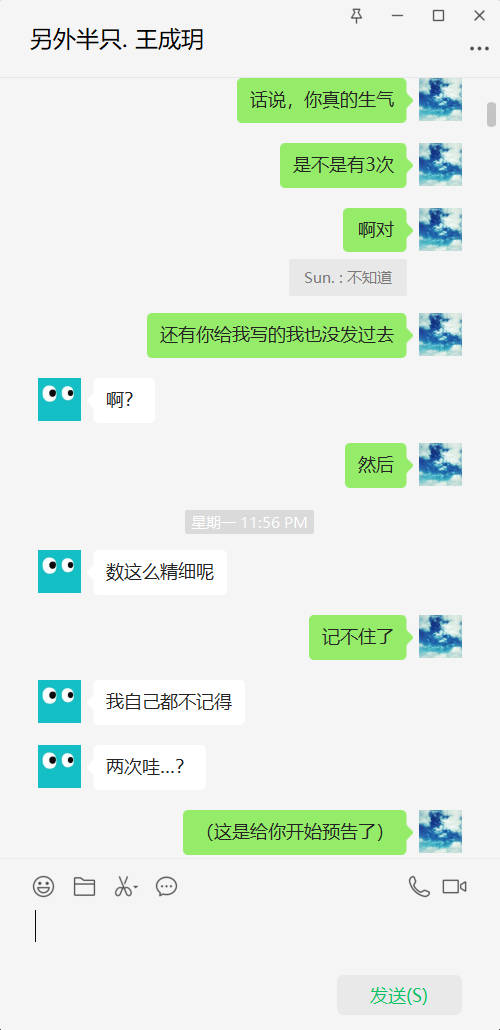 另外半只. 王成玥
话说，你真的生气
是不是有3次
啊对
Sun. : 不知道
还有你给我写的我也没发过去
啊？
然后
星期一 11:56 PM
数这么精细呢
记不住了
我自己都不记得
两次哇...？
（这是给你开始预告了）
发送(S)